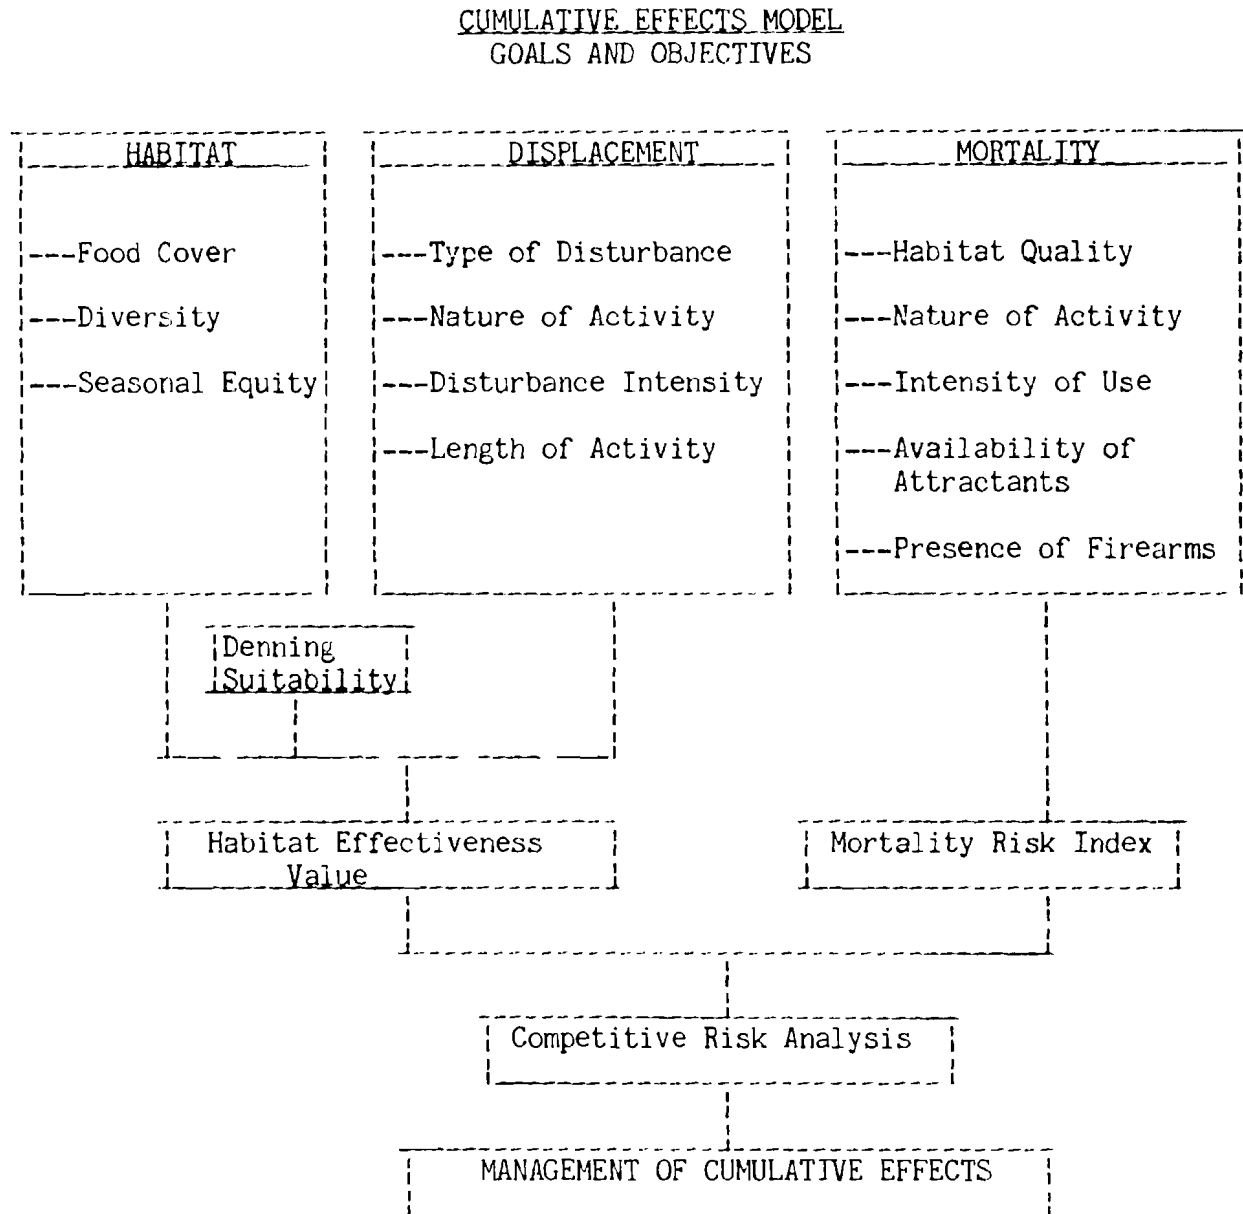 CUMULATIVE EFFECTS MODEL
GOALS AND OBJECTIVES
HABITAT
---Food Cover
---Diversity
---Seasonal Equity
DISPLACEMENT
---Type of Disturbance
---Nature of Activity
---Disturbance Intensity
---Length of Activity
MORTALITY
---Habitat Quality
---Nature of Activity
---Intensity of Use
---Availability of
Attractants
---Presence of Firearms
Denning
Suitability
Habitat Effectiveness
Value
Mortality Risk Index
Competitive Risk Analysis
MANAGEMENT OF CUMULATIVE EFFECTS